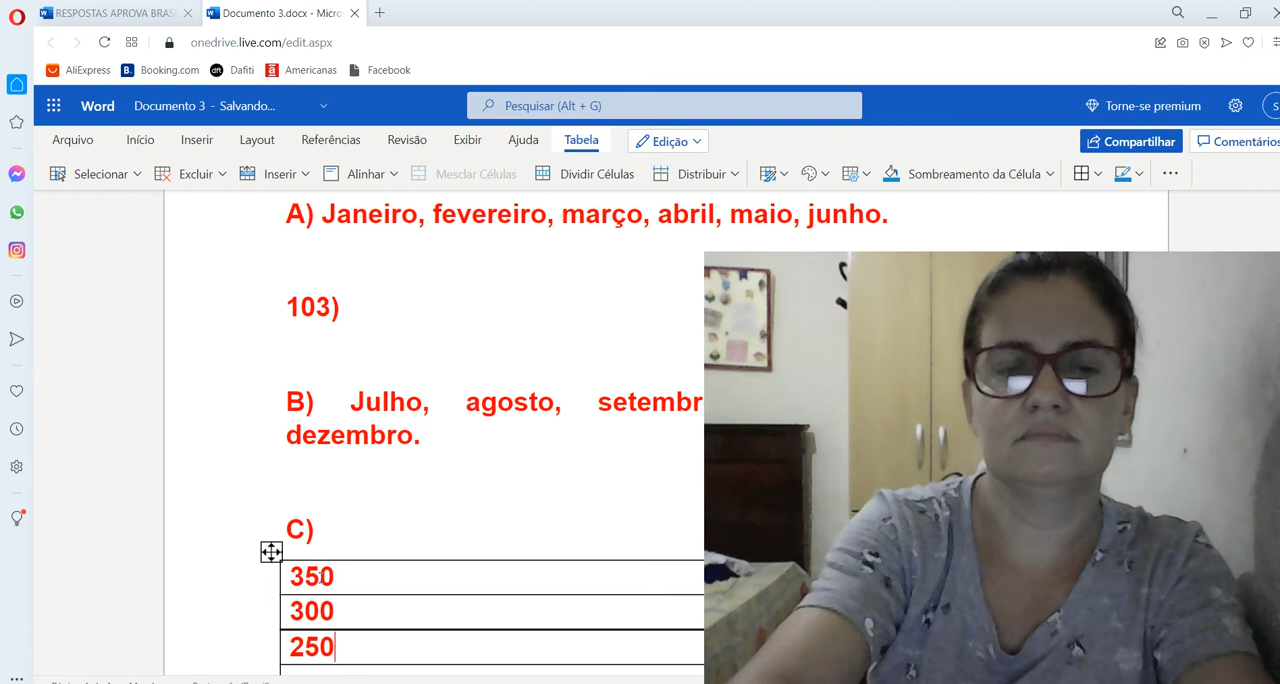 RESPOSTAS APROVA BRAS
Documento 3.docx - Micro
onedrive.live.com/edit.aspx
AliExpress
B. Booking.com
dft Dafiti
a Americanas
Facebook
Word
Documento 3 - Salvando...
Pesquisar (Alt + G)
Torne-se premium
S
Arquivo
Início
Inserir
Layout
Referências
Revisão
Exibir
Ajuda
Tabela
Edição
Compartilhar
Comentários
Selecionar
Excluir
Inserir
Alinhar
Mesclar Células
Dividir Células
Distribuir
Sombreamento da Célula
A) Janeiro, fevereiro, março, abril, maio, junho.
103)
B) Julho, agosto, setembr
dezembro.
C)
350
300
250